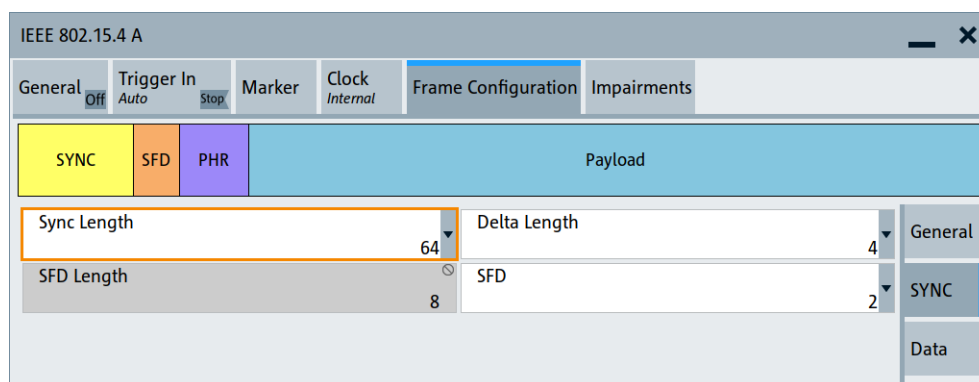 IEEE 802.15.4 A
General Off
Trigger In
Auto Stop
Marker
Clock
Internal
Frame Configuration
Impairments
SYNC SFD PHR Payload
Sync Length
64
Delta Length
4
General
SFD Length
8
SFD
2
SYNC
Data